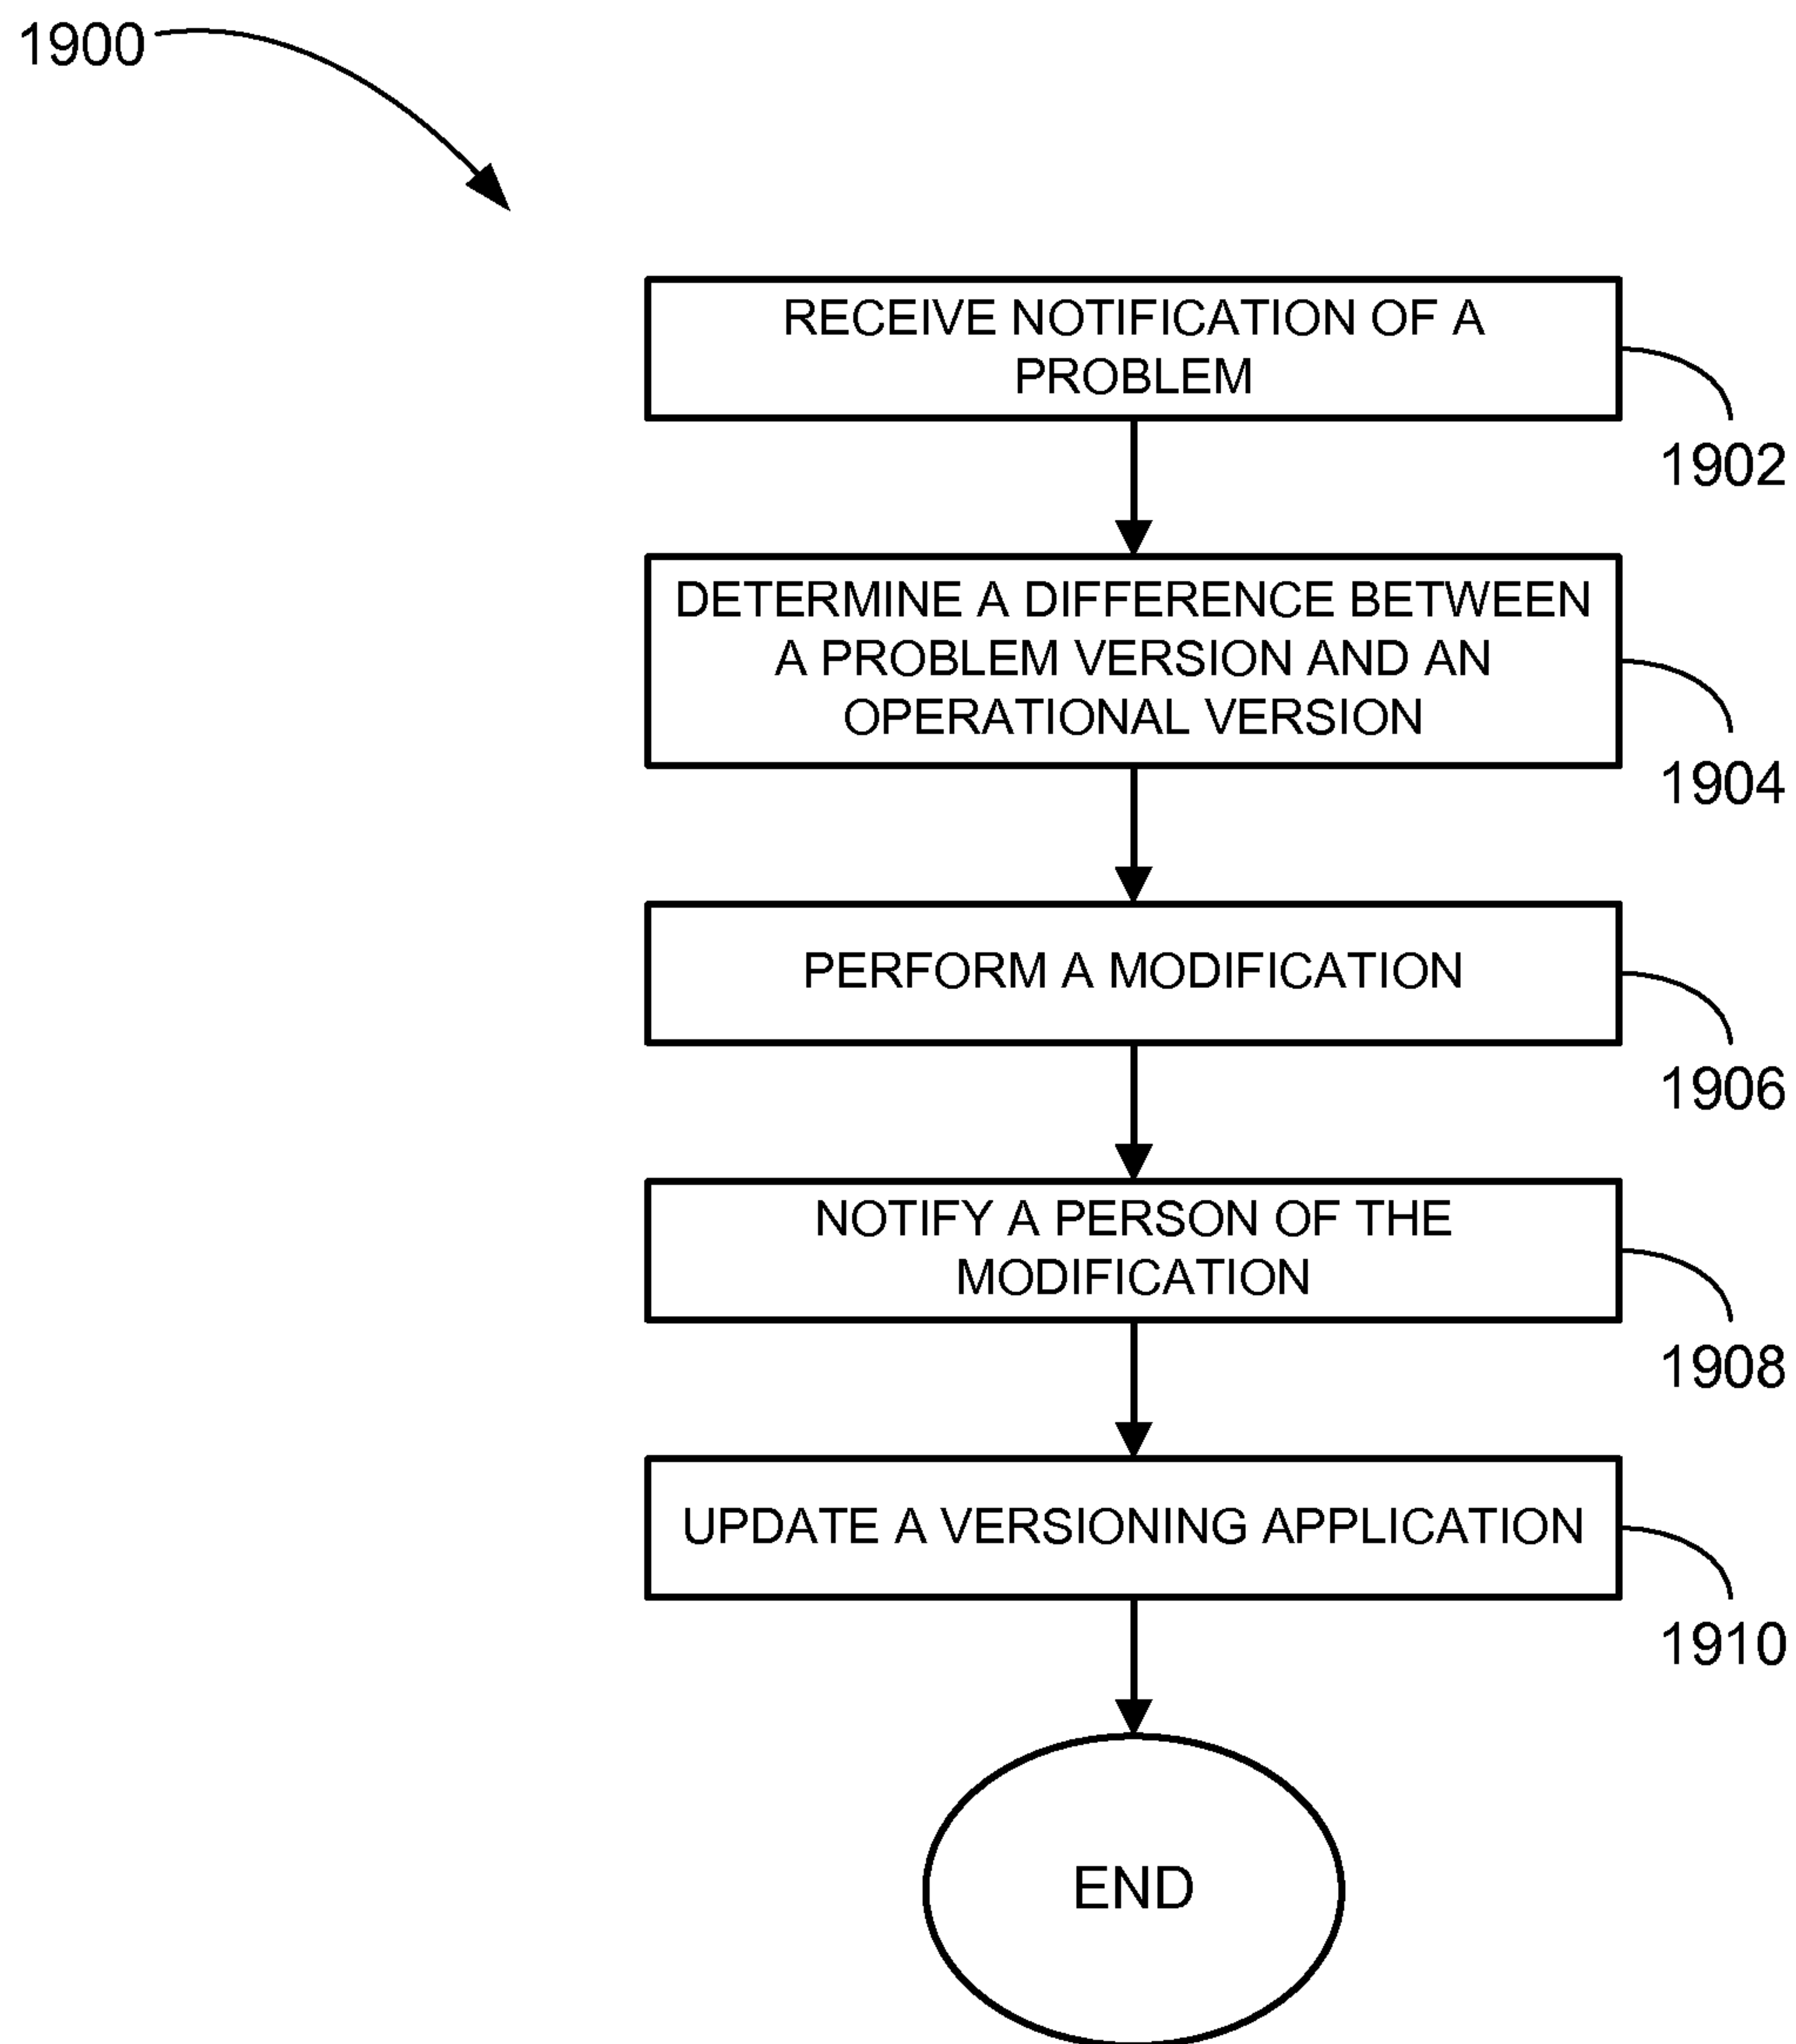 1900
RECEIVE NOTIFICATION OF A
PROBLEM
1902
DETERMINE A DIFFERENCE BETWEEN
A PROBLEM VERSION AND AN
OPERATIONAL VERSION
1904
PERFORM A MODIFICATION
1906
NOTIFY A PERSON OF THE
MODIFICATION
1908
UPDATE A VERSIONING APPLICATION
1910
END